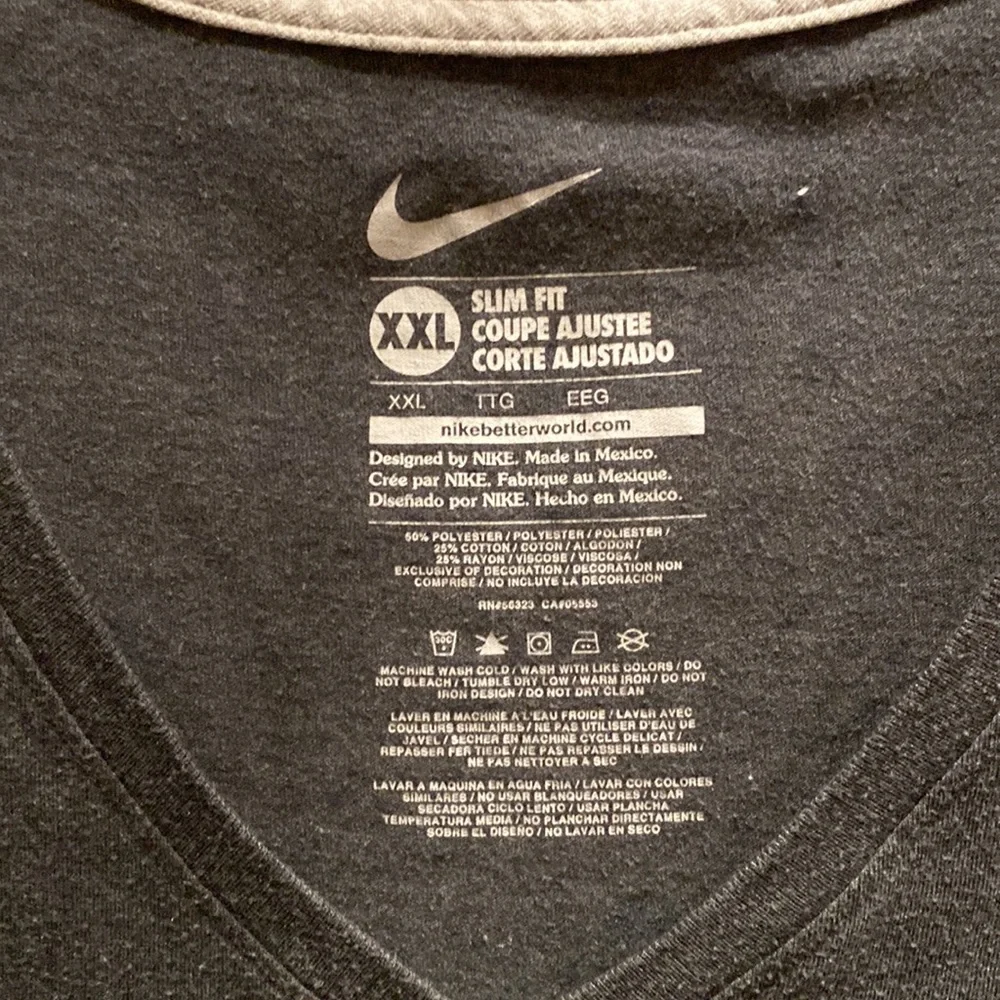 XXL
SLIM FIT
COUPE AJUSTEE
CORTE AJUSTADO
XXL TTG EEG
nikebetterworld.com
Designed by NIKE. Made in Mexico.
Crée par NIKE. Fabrique au Mexique.
Diseñado por NIKE. Hecho en Mexico.
50% POLYESTER / POLYESTER / POLIESTER /
25% COTTON / COTON / ALGODON /
25% RAYON / VISCOSE / VISCOSA /
EXCLUSIVE OF DECORATION / DECORATION NON
COMPRISE / NO INCLUYE LA DECORACION
RN#56323 CA#05553
30C
MACHINE WASH COLD / WASH WITH LIKE COLORS / DO
NOT BLEACH / TUMBLE DRY LOW / WARM IRON / DO NOT
IRON DESIGN / DO NOT DRY CLEAN
LAVER EN MACHINE A L'EAU FROIDE / LAVER AVEC
COULEURS SIMILAIRES / NE PAS UTILISER D'EAU DE
JAVEL / SECHER EN MACHINE CYCLE DELICAT /
REPASSER FER TIEDE / NE PAS REPASSER LE DESSIN /
NE PAS NETTOYER A SEC
LAVAR A MAQUINA EN AGUA FRIA / LAVAR CON COLORES
SIMILARES / NO USAR BLANQUEADORES / USAR
SECADORA CICLO LENTO / USAR PLANCHA
TEMPERATURA MEDIA / NO PLANCHAR DIRECTAMENTE
SOBRE EL DISEÑO / NO LAVAR EN SECO